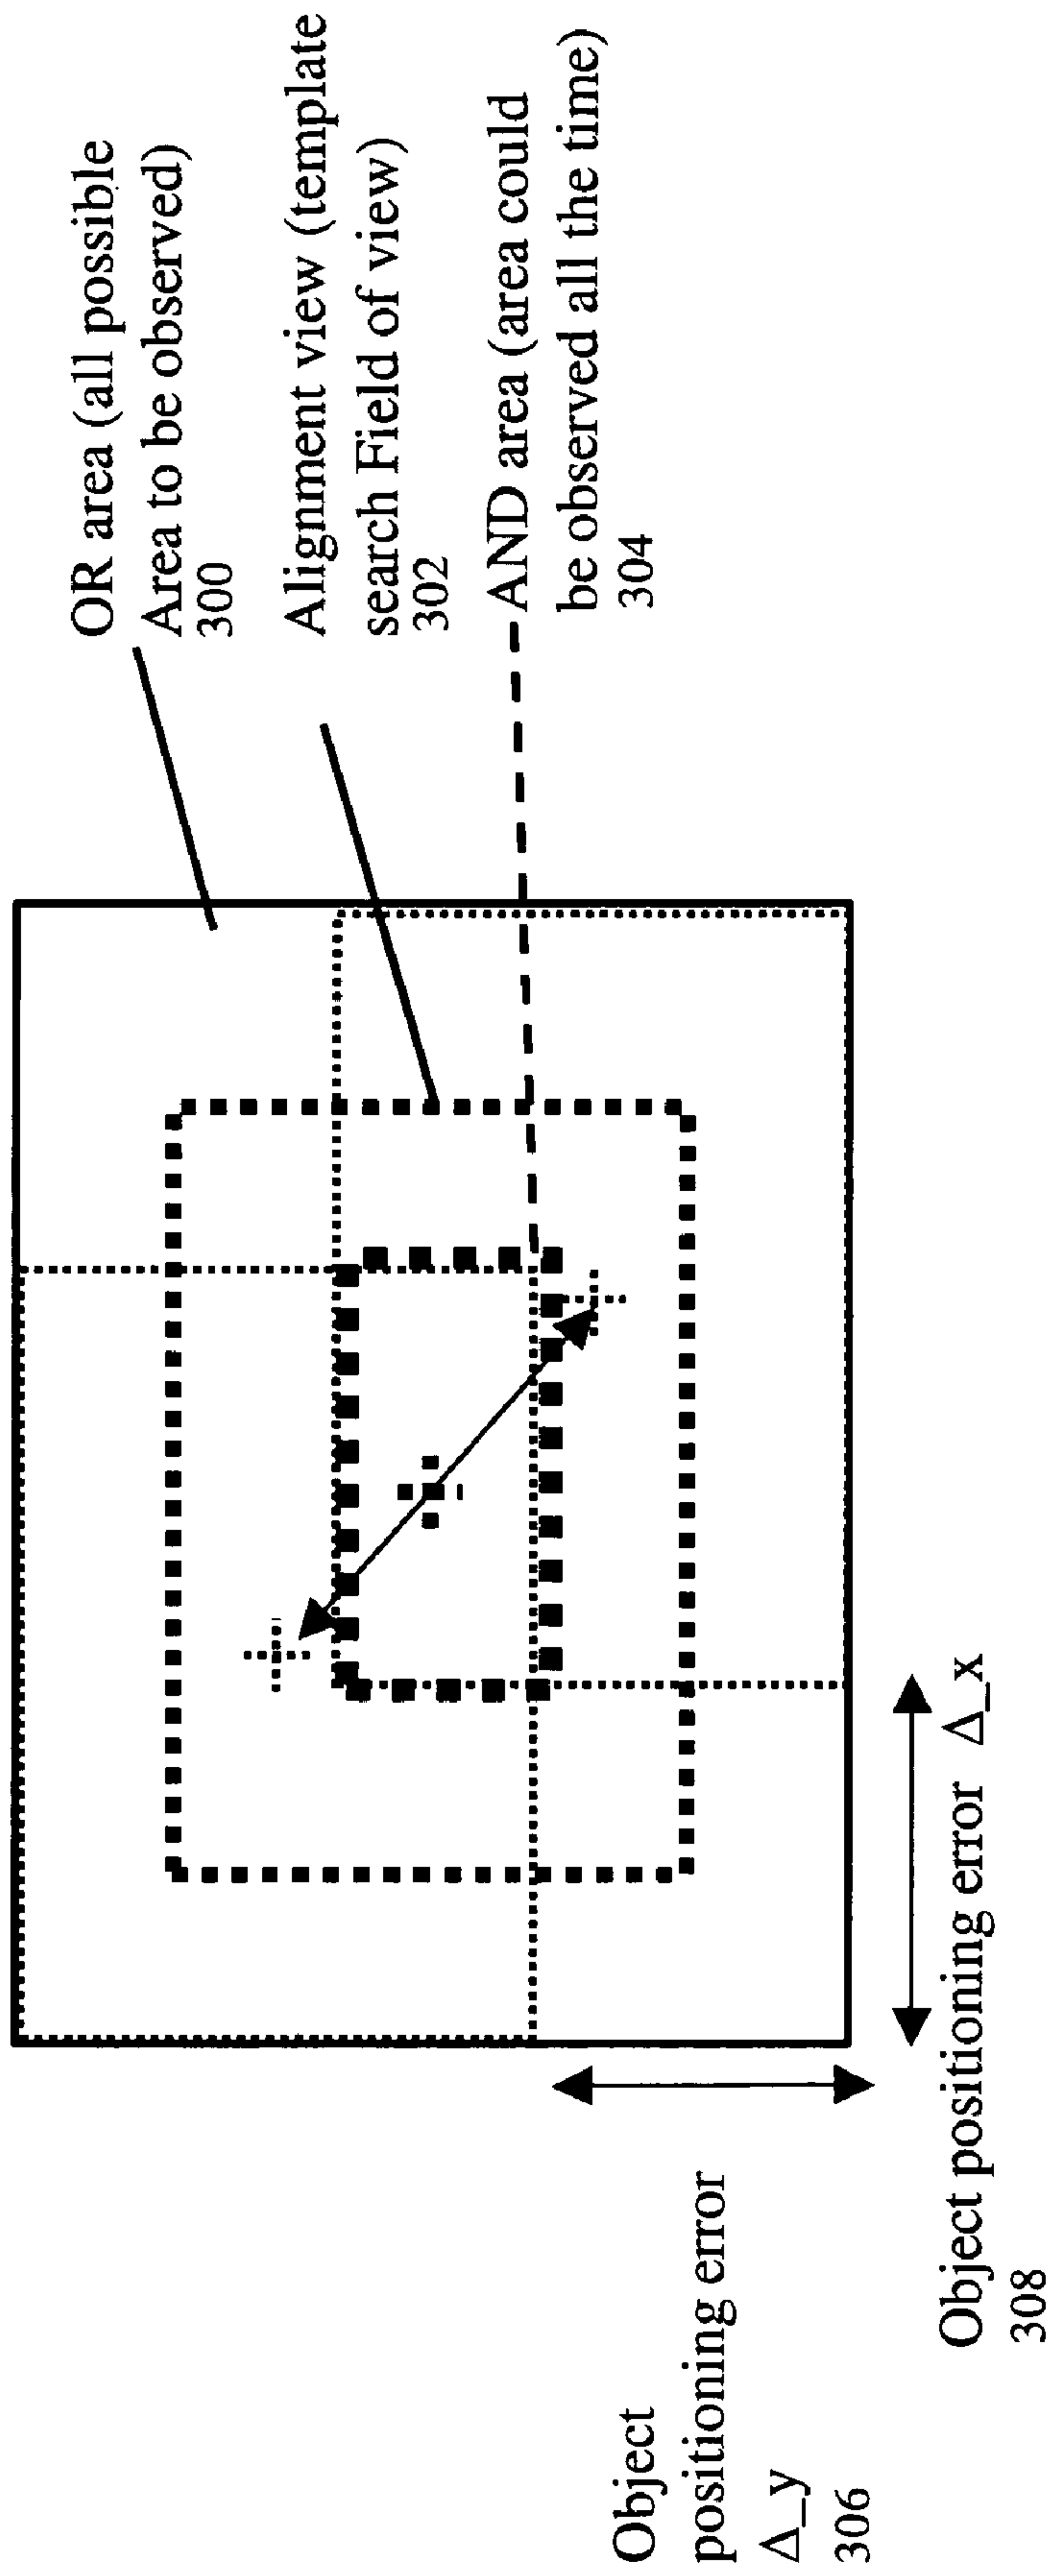 OR area (all possible
Area to be observed)
300
Alignment view (template
search Field of view)
302
AND area (area could
be observed all the time)
304
Object
positioning error
Δ_y
306
Object positioning error Δ_x
308